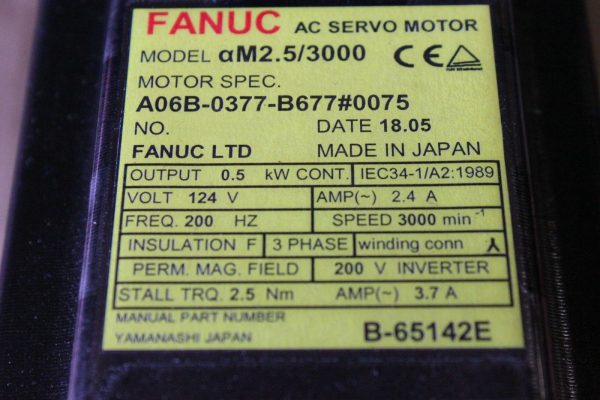 FANUC AC SERVO MOTOR
MODEL αM2.5/3000 CE
MOTOR SPEC.
A06B-0377-B677#0075
NO. DATE 18.05
FANUC LTD MADE IN JAPAN
OUTPUT 0.5 kW CONT. IEC34-1/A2:1989
VOLT 124 V AMP(~) 2.4 A
FREQ. 200 HZ SPEED 3000 min⁻¹
INSULATION F 3 PHASE winding conn
PERM. MAG. FIELD 200 V INVERTER
STALL TRQ. 2.5 Nm AMP(~) 3.7 A
MANUAL PART NUMBER
YAMANASHI JAPAN B-65142E